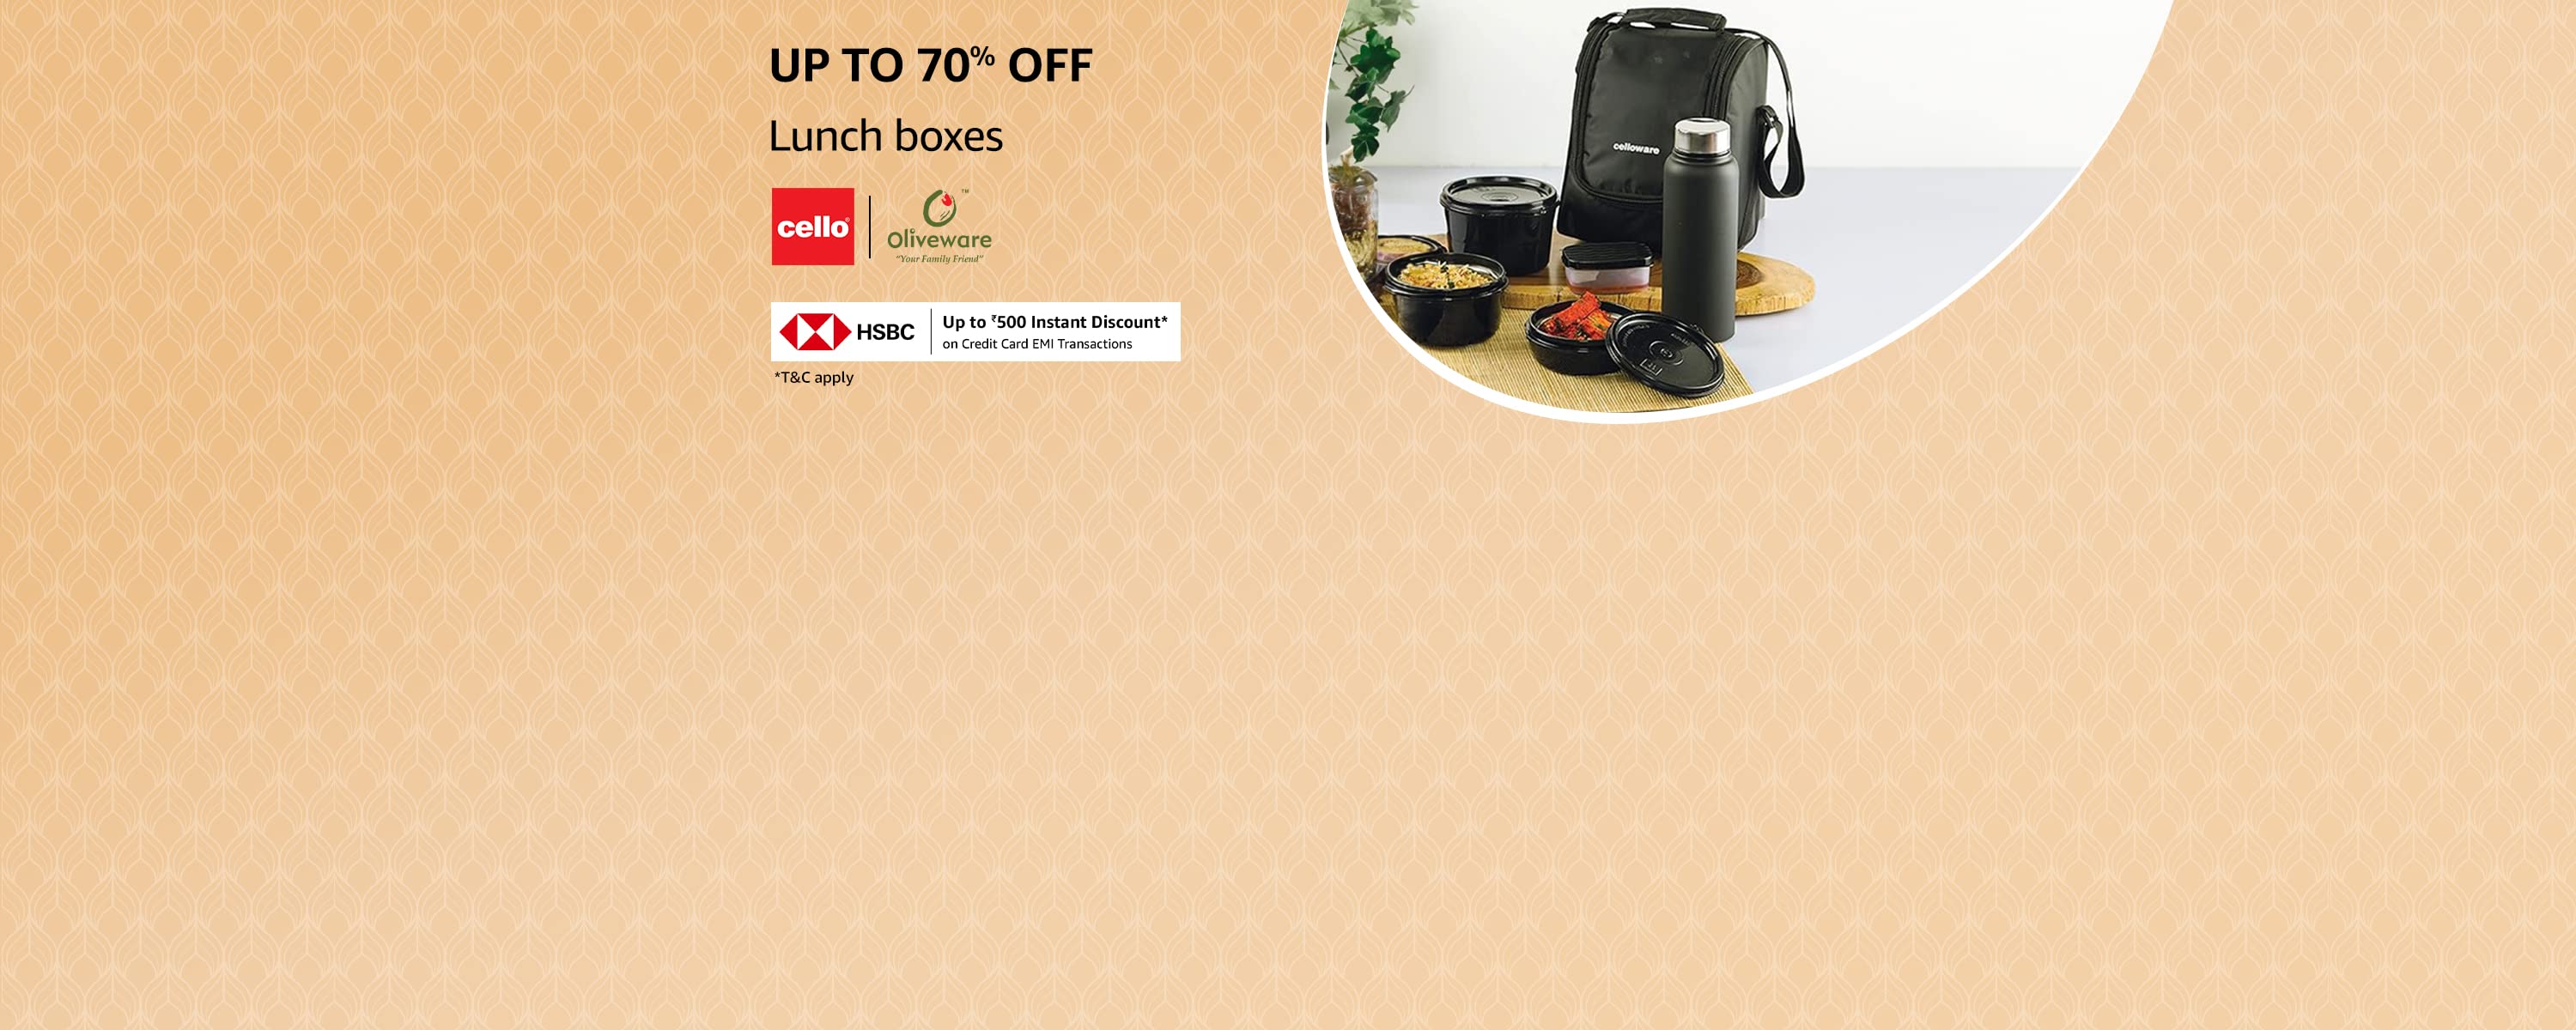 UP TO 70% OFF
Lunch boxes
cello
Oliveware™
"Your Family Friend"
HSBC
Up to ₹500 Instant Discount*
on Credit Card EMI Transactions
*T&C apply
celloware